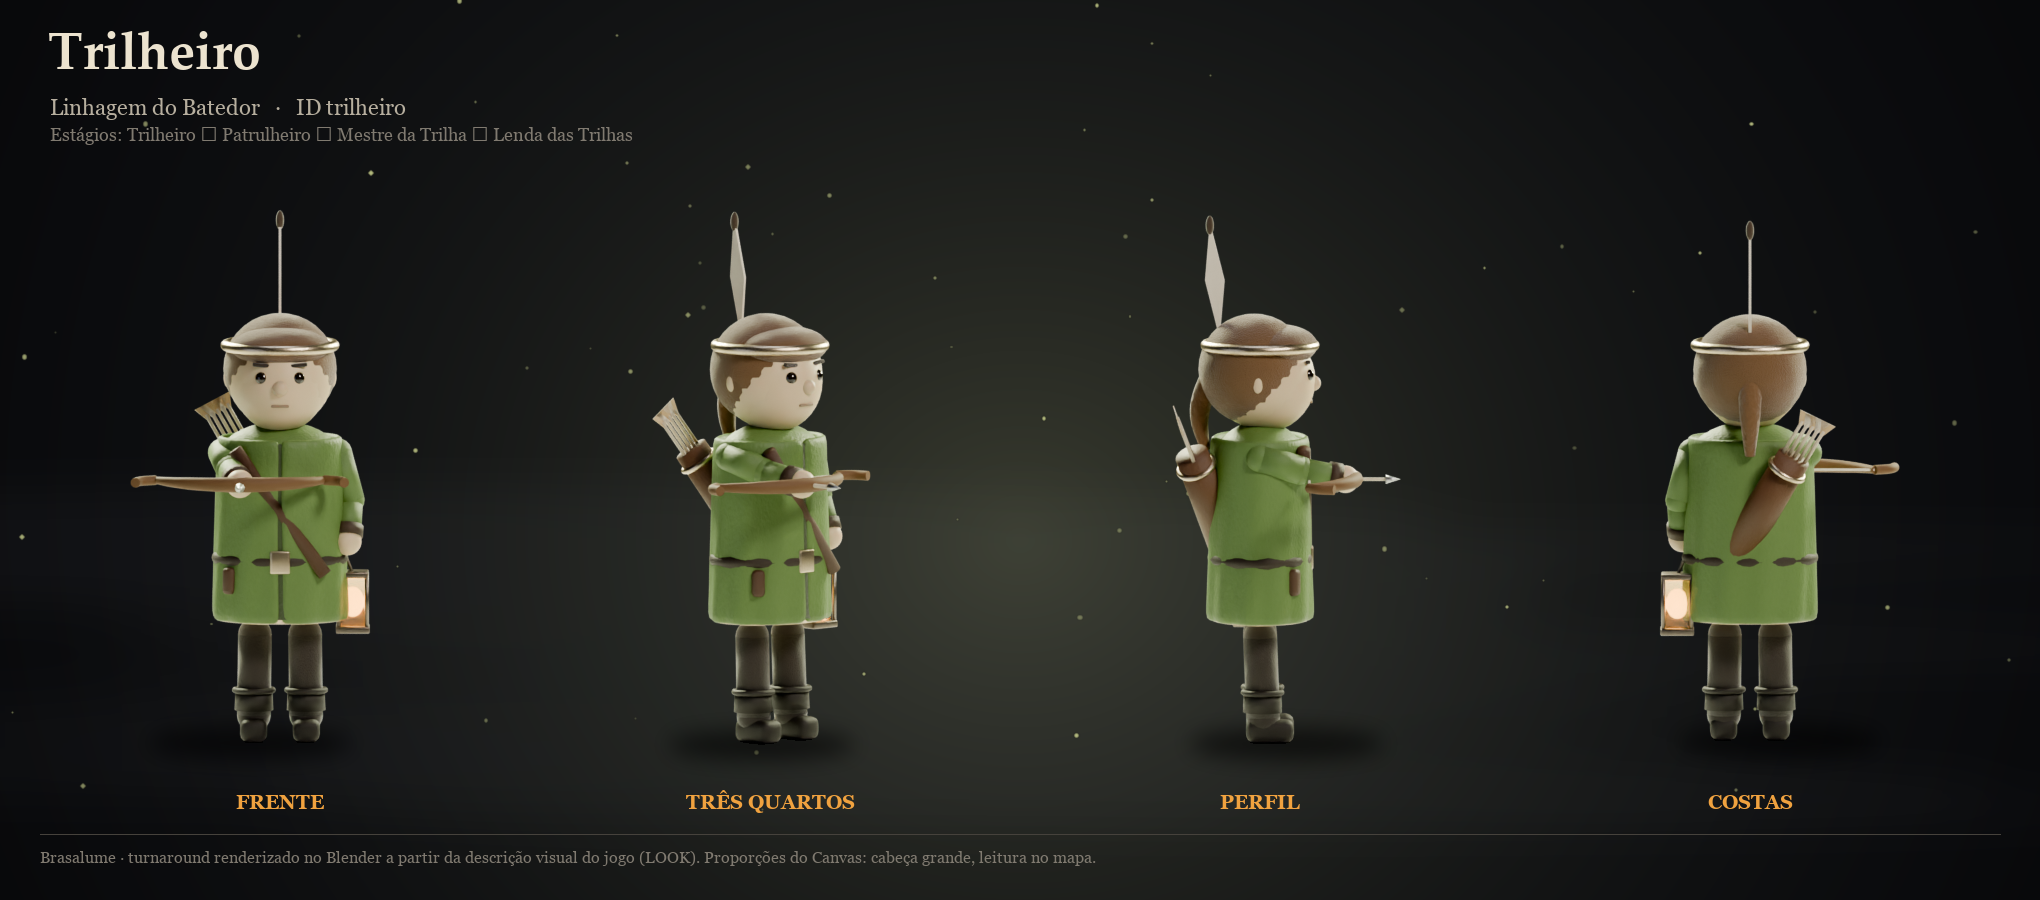 Trilheiro
Linhagem do Batedor · ID trilheiro
Estágios: Trilheiro □ Patrulheiro □ Mestre da Trilha □ Lenda das Trilhas
FRENTE
TRÊS QUARTOS
PERFIL
COSTAS
Brasalume · turnaround renderizado no Blender a partir da descrição visual do jogo (LOOK). Proporções do Canvas: cabeça grande, leitura no mapa.